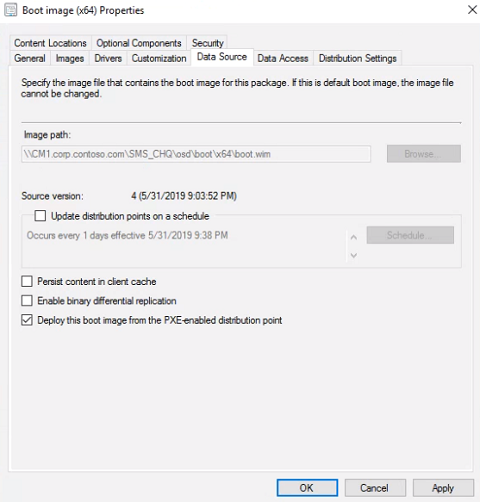 Boot image (x64) Properties
Content Locations Optional Components Security
General Images Drivers Customization Data Source Data Access Distribution Settings
Specify the image file that contains the boot image for this package. If this is default boot image, the image file
cannot be changed.
Image path:
\\CM1.corp.contoso.com\SMS_CHQ\osd\boot\x64\boot.wim Browse...
Source version: 4 (5/31/2019 9:03:52 PM)
Update distribution points on a schedule
Occurs every 1 days effective 5/31/2019 9:38 PM Schedule...
Persist content in client cache
Enable binary differential replication
Deploy this boot image from the PXE-enabled distribution point
OK Cancel Apply